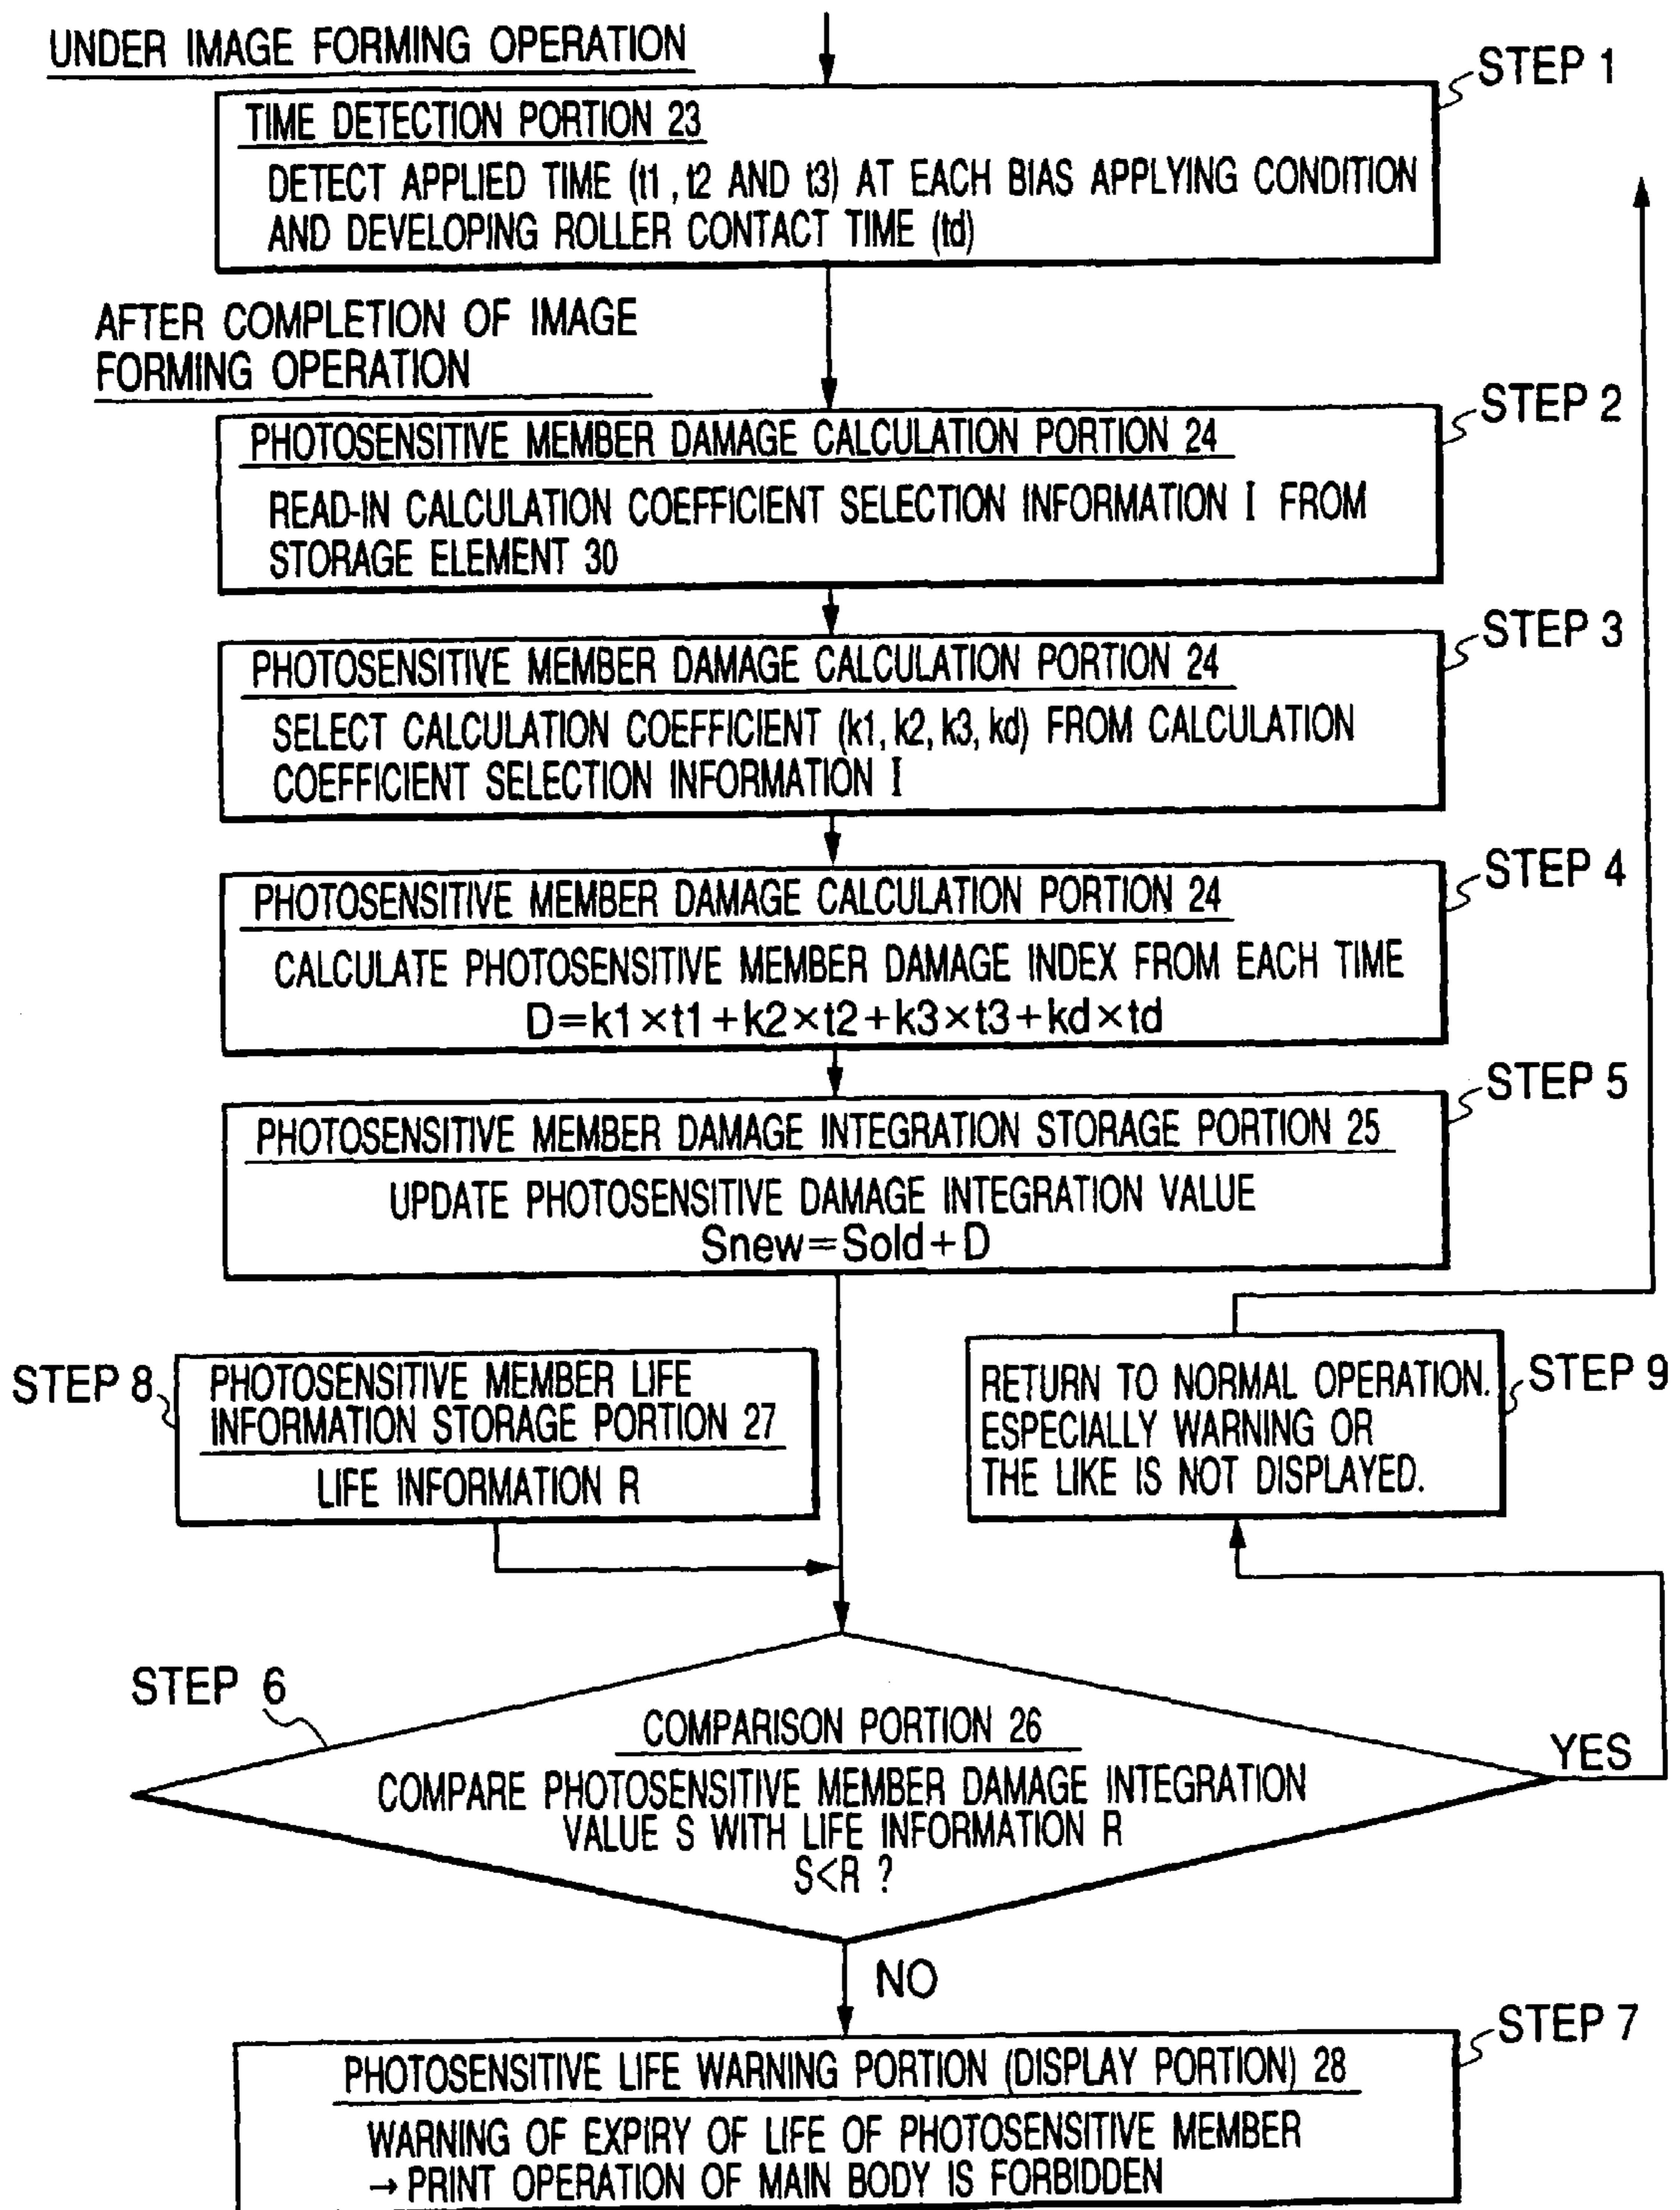 UNDER IMAGE FORMING OPERATION
STEP 1
TIME DETECTION PORTION 23
DETECT APPLIED TIME (t1, t2 AND t3) AT EACH BIAS APPLYING CONDITION
AND DEVELOPING ROLLER CONTACT TIME (td)
AFTER COMPLETION OF IMAGE
FORMING OPERATION
STEP 2
PHOTOSENSITIVE MEMBER DAMAGE CALCULATION PORTION 24
READ-IN CALCULATION COEFFICIENT SELECTION INFORMATION I FROM
STORAGE ELEMENT 30
STEP 3
PHOTOSENSITIVE MEMBER DAMAGE CALCULATION PORTION 24
SELECT CALCULATION COEFFICIENT (k1, k2, k3, kd) FROM CALCULATION
COEFFICIENT SELECTION INFORMATION I
STEP 4
PHOTOSENSITIVE MEMBER DAMAGE CALCULATION PORTION 24
CALCULATE PHOTOSENSITIVE MEMBER DAMAGE INDEX FROM EACH TIME
D=k1×t1+k2×t2+k3×t3+kd×td
STEP 5
PHOTOSENSITIVE MEMBER DAMAGE INTEGRATION STORAGE PORTION 25
UPDATE PHOTOSENSITIVE DAMAGE INTEGRATION VALUE
Snew=Sold+D
STEP 8
PHOTOSENSITIVE MEMBER LIFE
INFORMATION STORAGE PORTION 27
LIFE INFORMATION R
STEP 9
RETURN TO NORMAL OPERATION.
ESPECIALLY WARNING OR
THE LIKE IS NOT DISPLAYED.
STEP 6
COMPARISON PORTION 26
COMPARE PHOTOSENSITIVE MEMBER DAMAGE INTEGRATION
VALUE S WITH LIFE INFORMATION R
S<R ?
YES
NO
STEP 7
PHOTOSENSITIVE LIFE WARNING PORTION (DISPLAY PORTION) 28
WARNING OF EXPIRY OF LIFE OF PHOTOSENSITIVE MEMBER
→ PRINT OPERATION OF MAIN BODY IS FORBIDDEN